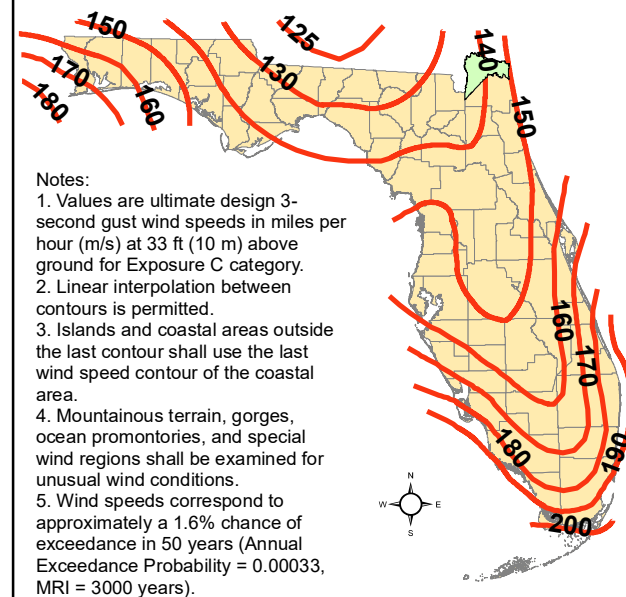 150
125
140
170
130
150
180
160
Notes:
1. Values are ultimate design 3-
second gust wind speeds in miles per
hour (m/s) at 33 ft (10 m) above
ground for Exposure C category.
2. Linear interpolation between
contours is permitted.
3. Islands and coastal areas outside
the last contour shall use the last
wind speed contour of the coastal
area.
4. Mountainous terrain, gorges,
ocean promontories, and special
wind regions shall be examined for
unusual wind conditions.
5. Wind speeds correspond to
approximately a 1.6% chance of
exceedance in 50 years (Annual
Exceedance Probability = 0.00033,
MRI = 3000 years).
160
170
180
190
200
N
W E
S